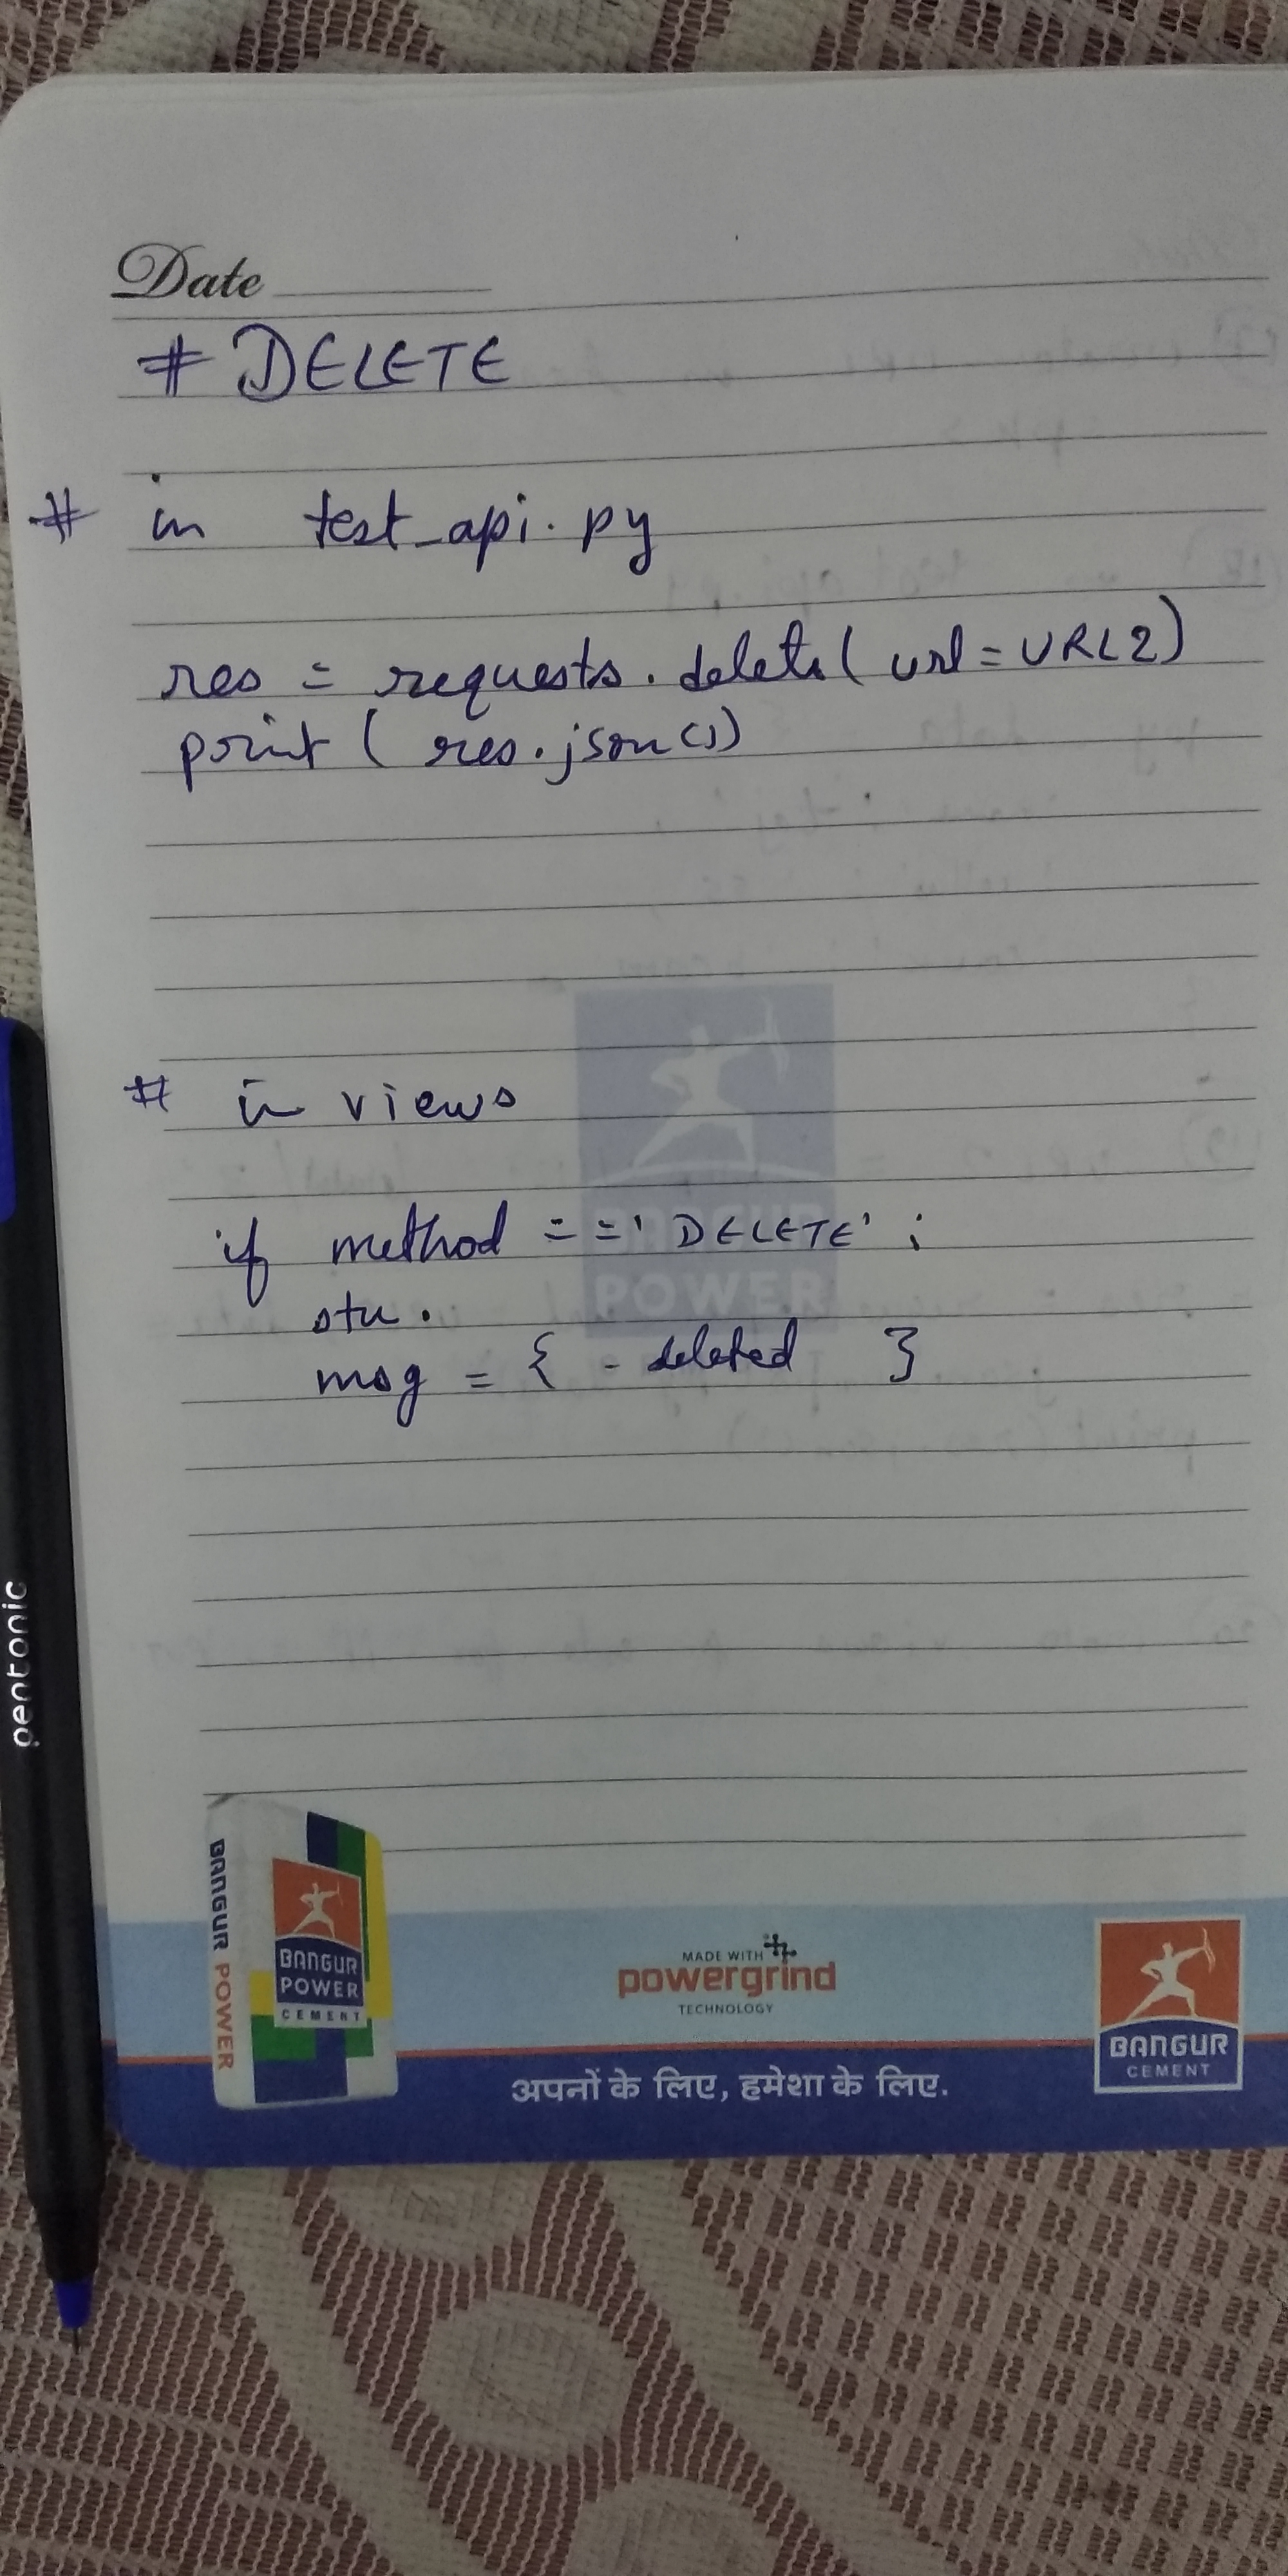 Date
# DELETE
# in test_api.py
res = requests.delete( url = URL2)
print ( res.json())
# in views
if method == 'DELETE' :
stu.
msg = { - deleted }
BANGUR
POWER
pentonic
BANGUR POWER
BANGUR
POWER
CEMENT
MADE WITH
powergrind
TECHNOLOGY
BANGUR
CEMENT
अपनों के लिए, हमेशा के लिए.